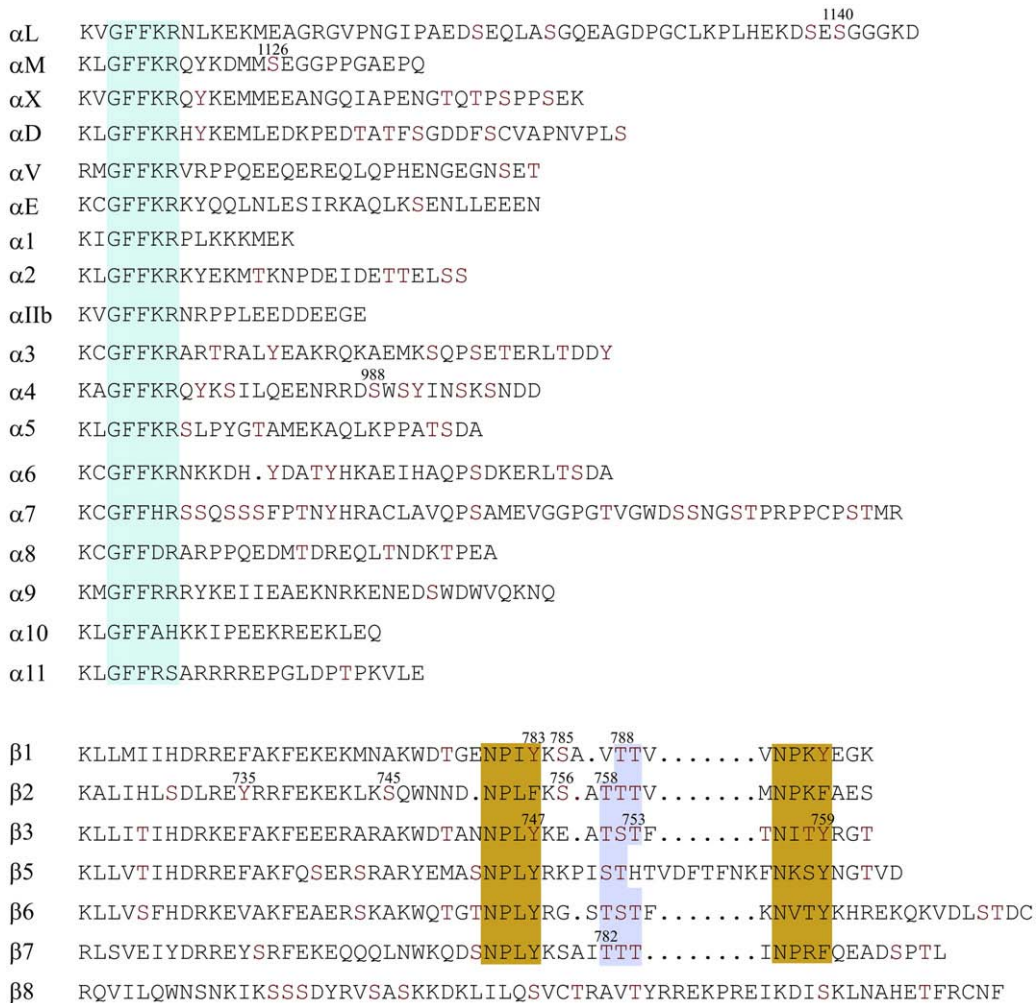 1140
αL KVGFFKRNLKEKMEAGRGVPNGIPAEDSEQLASGQEAGDPGCLKPLHEKDSESGGGKD
1126
αM KLGFFKRQYKDMMSEGGPPGAEPQ
αX KVGFFKRQYKEMMEEANGQIAPENGTQTPSPPSEK
αD KLGFFKRHYKEMLEDKPEDTATFSGDDFSCVAPNVPLS
αV RMGFFKRVRPPQEEQEREQLQPHENGEGNSET
αE KCGFFKRKYQQLNLESIRKAQLKSENLLEEEN
α1 KIGFFKRPLKKKMEK
α2 KLGFFKRKYEKMTKNPDEIDETTELSS
αIIb KVGFFKRNRPPLEEDDEEGE
α3 KCGFFKRARTRALYEAKRQKAEMKSQPSETERLTDDY
988
α4 KAGFFKRQYKSILQEENRRDSWSYINSKSNDD
α5 KLGFFKRSLPYGTAMEKAQLKPPATSDA
α6 KCGFFKRNKKDH.YDATYHKAEIHAQPSDKERLTSDA
α7 KCGFFHRSSQSSSFPTNYHRACLAVQPSAMEVGGPGTVGWDSSNGSTPRPPCPSTMR
α8 KCGFFDRARPPQEDMTDREQLTNDKTPEA
α9 KMGFFRRRYKEIIEAEKNRKENEDSWDWVQKNQ
α10 KLGFFAHKKIPEEKREEKLEQ
α11 KLGFFRSARRRREPGLDPTPKVLE
783 785 788
β1 KLLMIIHDRREFAKFEKEKMNAKWDTGENPIYKSA.VTTV.......VNPKYEGK
735 745 756 758
β2 KALIHLSDLREYRRFEKEKLKSQWNND.NPLFKS.ATTTV.......MNPKFAES
747 753 759
β3 KLLITIHDRKEFAKFEEERARAKWDTANNPLYKE.ATSTF.......TNITYRGT
β5 KLLVTIHDRREFAKFQSERSRARYEMASNPLYRKPISTHTVDFTFNKFNKSYNGTVD
β6 KLLVSFHDRKEVAKFEAERSKAKWQTGTNPLYRG.STSTF.......KNVTYKHREKQKVDLSTDC
782
β7 RLSVEIYDRREYSRFEKEQQQLNWKQDSNPLYKSAITTT........INPRFQEADSPTL
β8 RQVILQWNSNKIKSSSDYRVSASKKDKLILQSVCTRAVTYRREKPREIKDISKLNAHETFRCNF